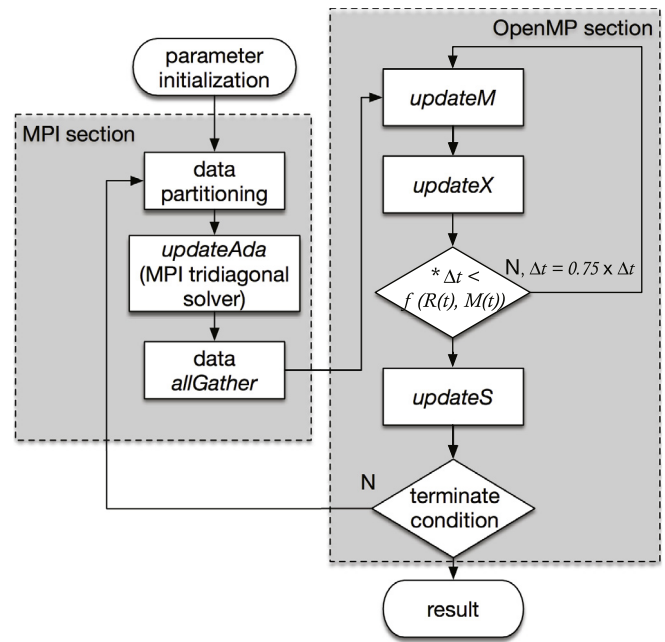 parameter
initialization
MPI section
data
partitioning
updateAda
(MPI tridiagonal
solver)
data
allGather
OpenMP section
updateM
updateX
* Δt <
f (R(t), M(t))
N, Δt = 0.75 x Δt
updateS
terminate
condition
N
result